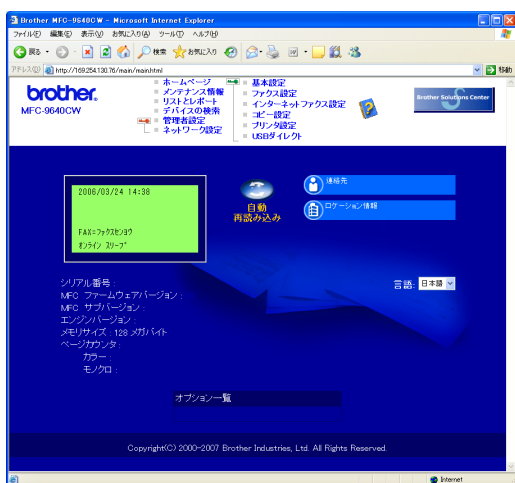 Brother MFC-9640CW - Microsoft Internet Explorer
ファイル(F) 編集(E) 表示(V) お気に入り(A) ツール(T) ヘルプ(H)
戻る 検索 お気に入り
アドレス(D) http://169.254.130.76/main/main.html 移動
brother.
MFC-9640CW
ホームページ
メンテナンス情報
リストとレポート
デバイスの検索
管理者設定
ネットワーク設定
基本設定
ファクス設定
インターネットファクス設定
コピー設定
プリンタ設定
USBダイレクト
Brother Solutions Center
2006/03/24 14:38
FAX=ファクスセンヨウ
オンライン スリープ
自動
再読み込み
連絡先
ロケーション情報
シリアル番号 :
MFC ファームウェアバージョン :
MFC サブバージョン :
エンジンバージョン :
メモリサイズ : 128 メガバイト
ページカウンタ :
カラー :
モノクロ :
言語: 日本語
オプション一覧
Copyright(C) 2000-2007 Brother Industries, Ltd. All Rights Reserved.
Internet